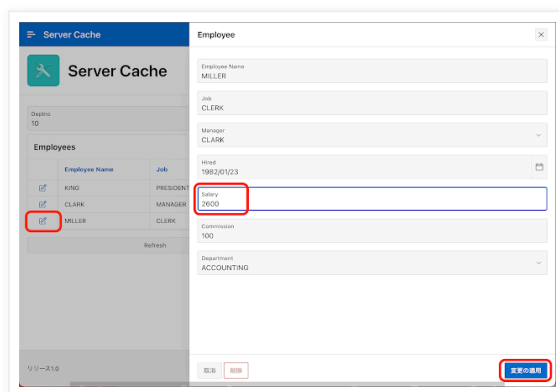 Server Cache
Server Cache
Deptno
10
Employees
Employee Name Job
KING PRESIDENT
CLARK MANAGER
MILLER CLERK
Refresh
リリース1.0
Employee
Employee Name
MILLER
Job
CLERK
Manager
CLARK
Hired
1982/01/23
Salary
2600
Commission
100
Department
ACCOUNTING
取消 削除 変更の適用